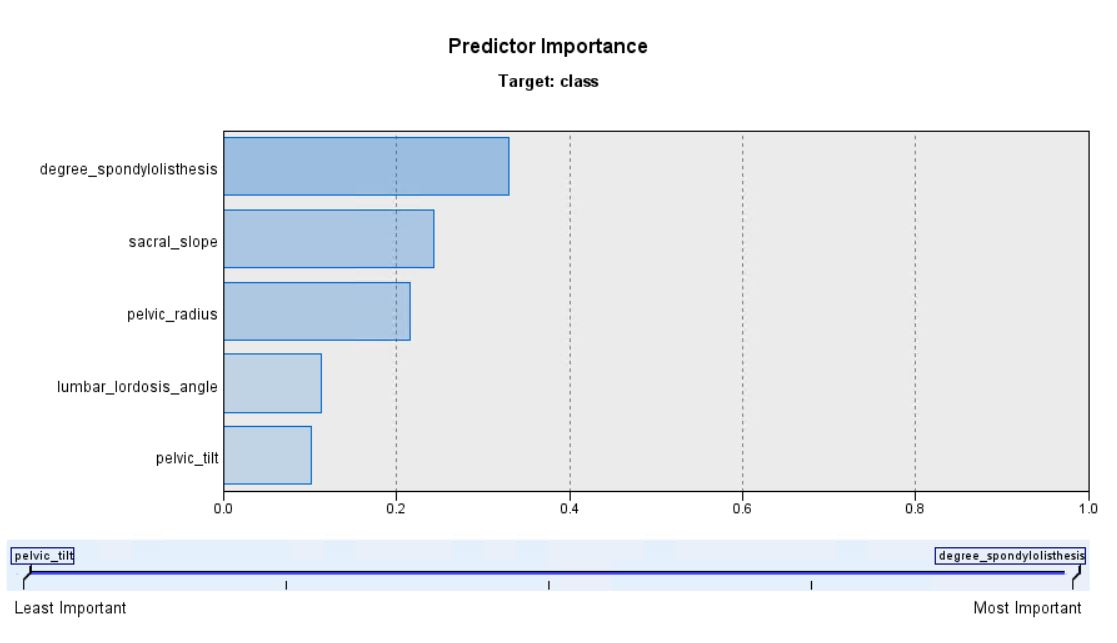 Predictor Importance
Target: class
degree_spondylolisthesis
sacral_slope
pelvic_radius
lumbar_lordosis_angle
pelvic_tilt
0.0 0.2 0.4 0.6 0.8 1.0
pelvic_tilt degree_spondylolisthesis
Least Important Most Important